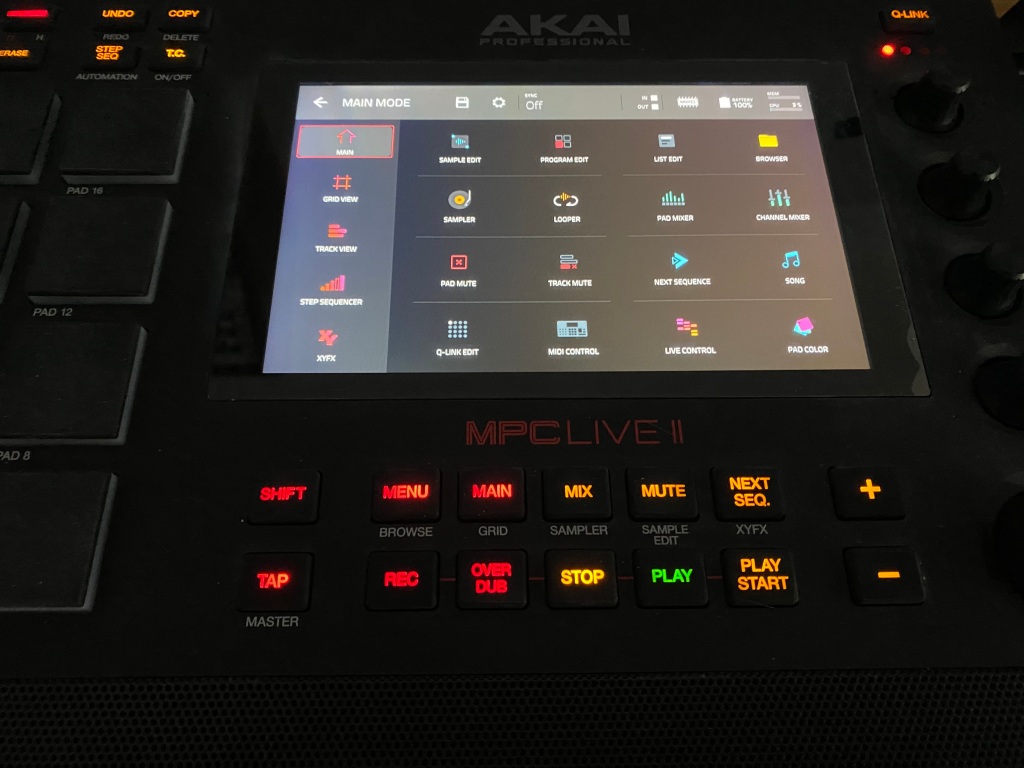 UNDO
COPY
Q-LINK
H.
REDO
DELETE
ERASE
STEP
SEQ
T.C.
AUTOMATION
ON/OFF
AKAI
PROFESSIONAL
MAIN MODE
SYNC
Off
IN
OUT
BATTERY
100%
MEM
CPU 3%
MAIN
SAMPLE EDIT
PROGRAM EDIT
LIST EDIT
BROWSER
GRID VIEW
SAMPLER
LOOPER
PAD MIXER
CHANNEL MIXER
TRACK VIEW
PAD MUTE
TRACK MUTE
NEXT SEQUENCE
SONG
STEP SEQUENCER
XY
XYFX
Q-LINK EDIT
MIDI CONTROL
LIVE CONTROL
PAD COLOR
PAD 16
PAD 12
PAD 8
MPC LIVE II
SHIFT
MENU
MAIN
MIX
MUTE
NEXT
SEQ.
+
BROWSE
GRID
SAMPLER
SAMPLE
EDIT
XYFX
TAP
REC
OVER
DUB
STOP
PLAY
PLAY
START
−
MASTER